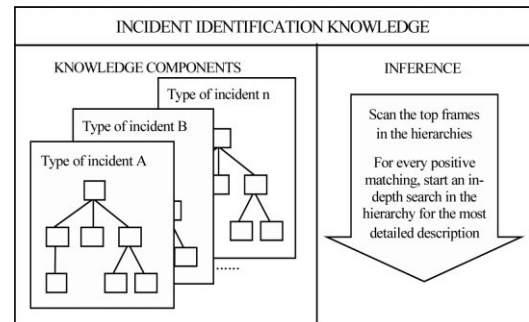 INCIDENT IDENTIFICATION KNOWLEDGE
KNOWLEDGE COMPONENTS
Type of incident n
Type of incident B
Type of incident A
......
INFERENCE
Scan the top frames
in the hierarchies
For every positive
matching, start an in-
depth search in the
hierarchy for the most
detailed description